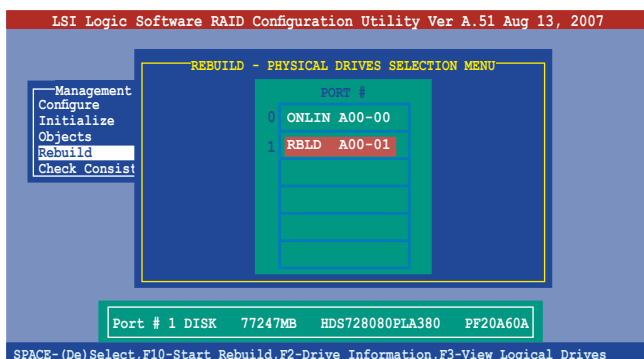 LSI Logic Software RAID Configuration Utility Ver A.51 Aug 13, 2007
REBUILD - PHYSICAL DRIVES SELECTION MENU
Management
Configure
Initialize
Objects
Rebuild
Check Consist
PORT #
0 ONLIN A00-00
1 RBLD A00-01
Port # 1 DISK 77247MB HDS728080PLA380 PF20A60A
SPACE-(De)Select,F10-Start Rebuild,F2-Drive Information,F3-View Logical Drives